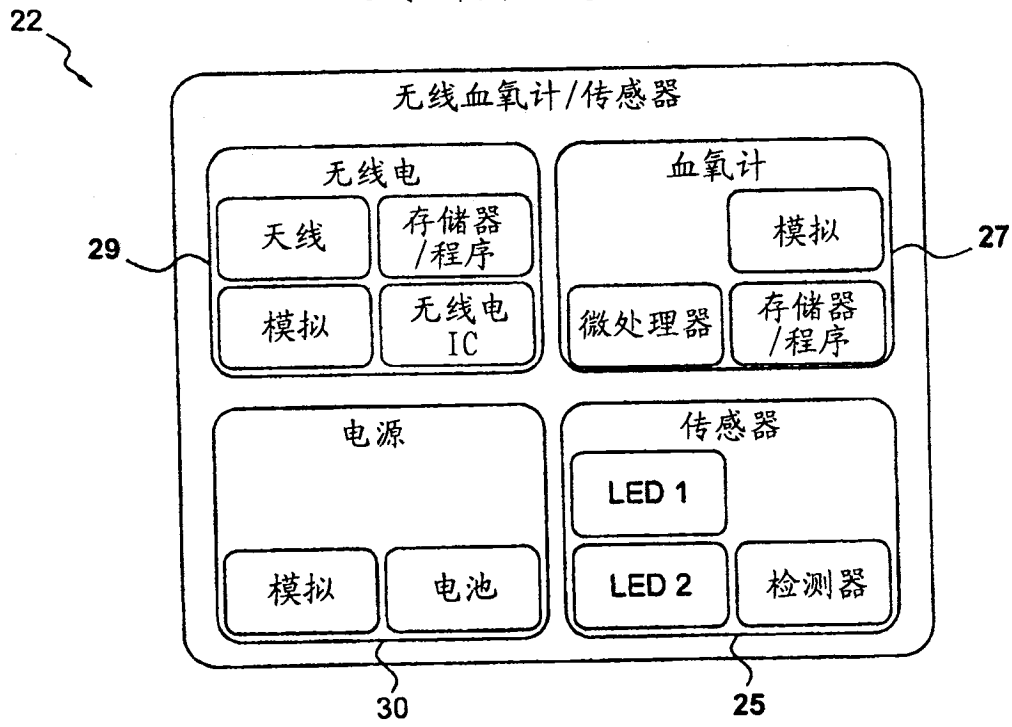 22
无线血氧计/传感器
无线电
天线
存储器
/程序
模拟
无线电
IC
29
血氧计
模拟
微处理器
存储器
/程序
27
电源
模拟
电池
30
传感器
LED 1
LED 2
检测器
25